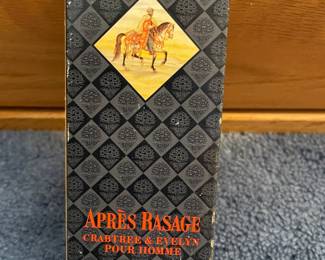 APRÈS RASAGE
CRABTREE & EVELYN
POUR HOMME